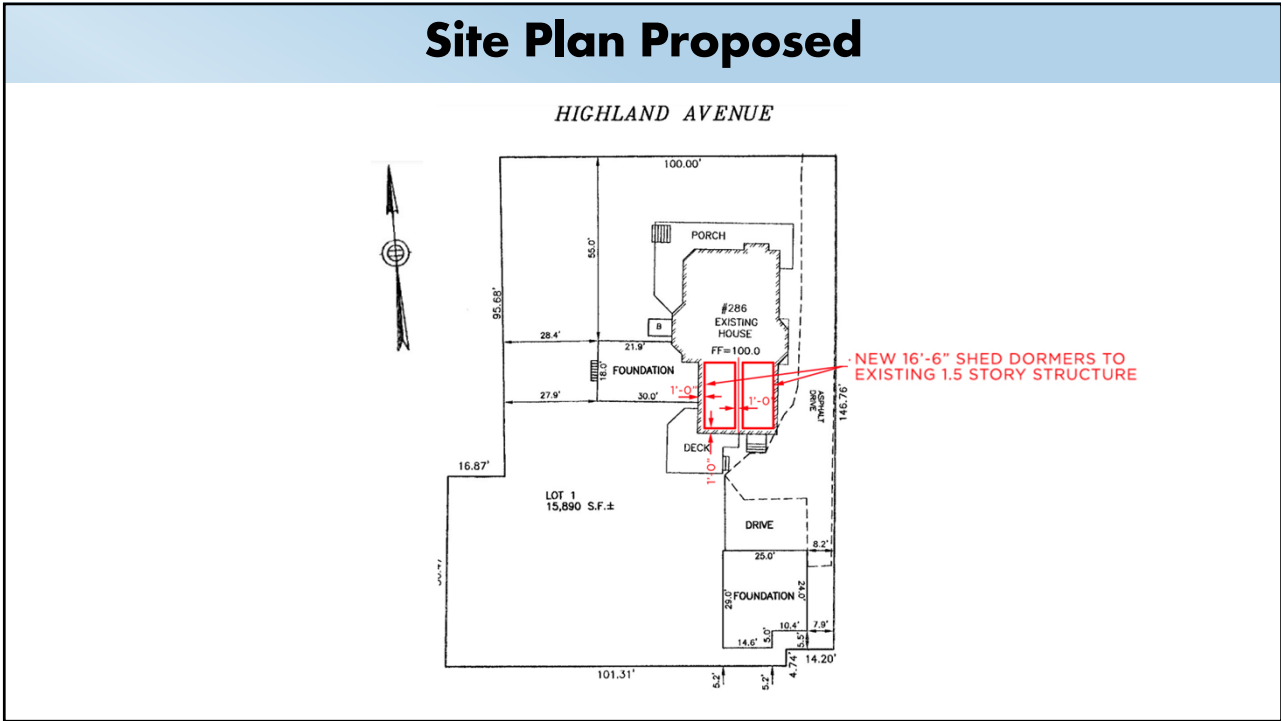 Site Plan Proposed
HIGHLAND AVENUE
100.00'
55.0'
PORCH
95.68'
#286
EXISTING
HOUSE
FF=100.0
B
28.4'
21.9'
18.0'
FOUNDATION
27.9'
30.0'
1'-0"
1'-0"
1'-0"
NEW 16'-6" SHED DORMERS TO
EXISTING 1.5 STORY STRUCTURE
ASPHALT
DRIVE
146.76'
DECK
16.87'
LOT 1
15,890 S.F.±
DRIVE
8.2'
25.0'
29.0'
FOUNDATION
24.0'
10.4'
7.9'
14.6'
5.0'
5.5'
4.74'
14.20'
101.31'
5.2'
5.2'